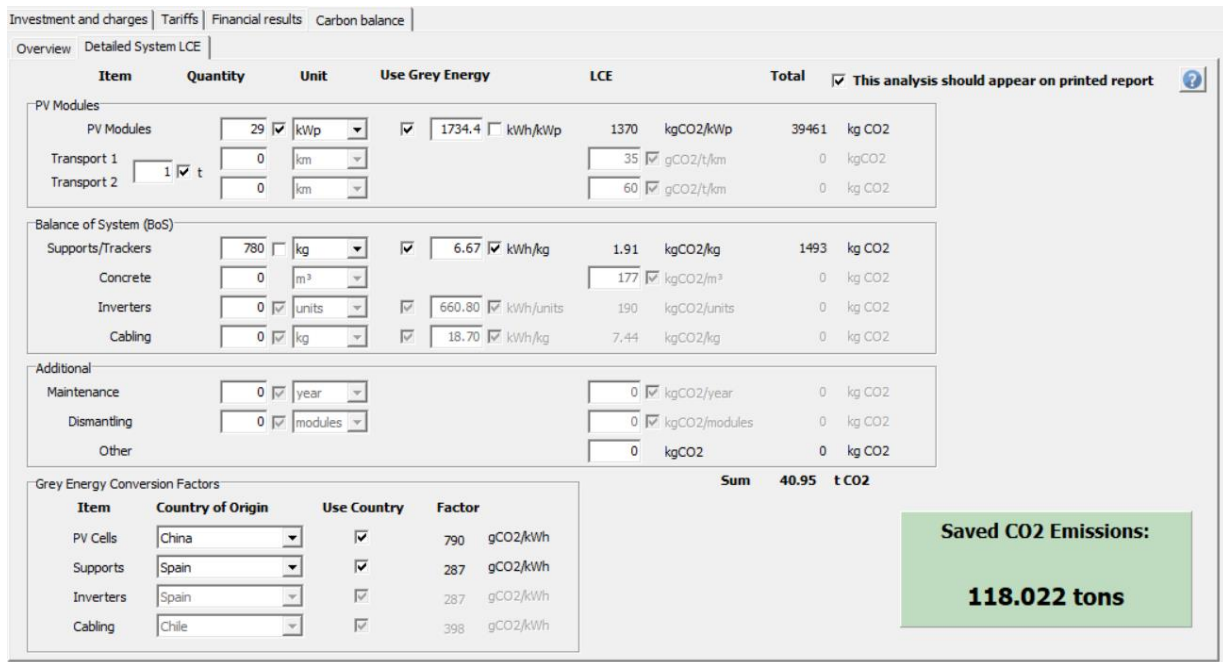 Investment and charges Tariffs Financial results Carbon balance
Overview Detailed System LCE
Item Quantity Unit Use Grey Energy LCE Total This analysis should appear on printed report ?
PV Modules
PV Modules 29 kWp 1734.4 kWh/kWp 1370 kgCO2/kWp 39461 kg CO2
Transport 1 0 km 35 gCO2/t/km 0 kgCO2
1 t
Transport 2 0 km 60 gCO2/t/km 0 kg CO2
Balance of System (BoS)
Supports/Trackers 780 kg 6.67 kWh/kg 1.91 kgCO2/kg 1493 kg CO2
Concrete 0 m³ 177 kgCO2/m³ 0 kg CO2
Inverters 0 units 660.80 kWh/units 190 kgCO2/units 0 kg CO2
Cabling 0 kg 18.70 kWh/kg 7.44 kgCO2/kg 0 kg CO2
Additional
Maintenance 0 year 0 kgCO2/year 0 kg CO2
Dismantling 0 modules 0 kgCO2/modules 0 kg CO2
Other 0 kgCO2 0 kg CO2
Sum 40.95 t CO2
Grey Energy Conversion Factors
Item Country of Origin Use Country Factor
PV Cells China 790 gCO2/kWh
Supports Spain 287 gCO2/kWh
Inverters Spain 287 gCO2/kWh
Cabling Chile 398 gCO2/kWh
Saved CO2 Emissions:
118.022 tons